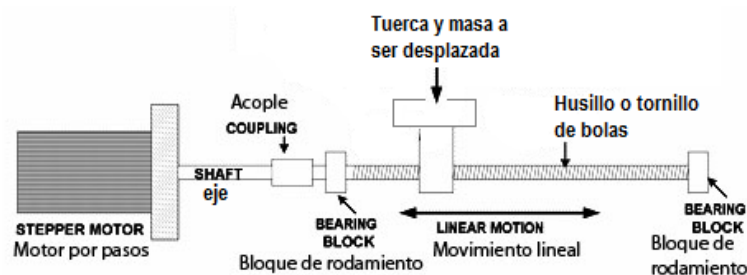 Tuerca y masa a
ser desplazada
Acople
COUPLING
Husillo o tornillo
de bolas
SHAFT
eje
STEPPER MOTOR
Motor por pasos
BEARING
BLOCK
Bloque de rodamiento
LINEAR MOTION
Movimiento lineal
BEARING
BLOCK
Bloque de
rodamiento